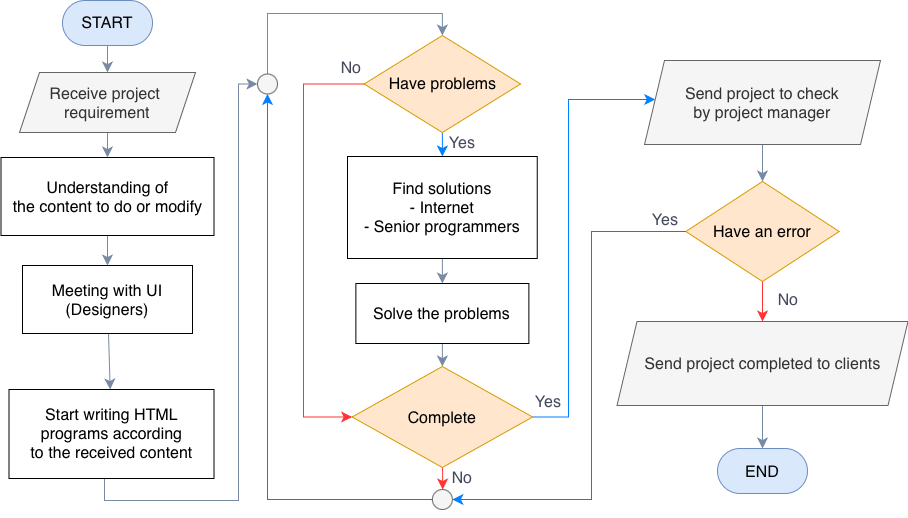 START
Receive project
requirement
Understanding of
the content to do or modify
Meeting with UI
(Designers)
Start writing HTML
programs according
to the received content
Have problems
No
Yes
Find solutions
- Internet
- Senior programmers
Solve the problems
Complete
Yes
No
Send project to check
by project manager
Have an error
Yes
No
Send project completed to clients
END